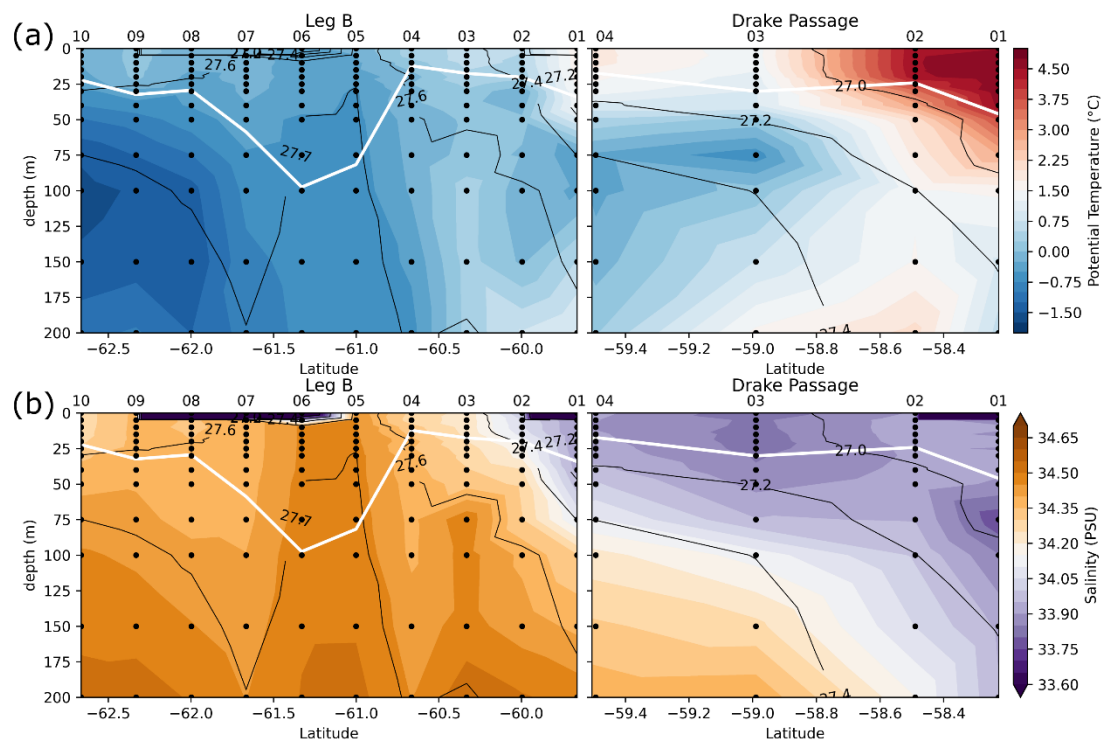 (a)
Leg B
Drake Passage
10 09 08 07 06 05 04 03 02 01
04 03 02 01
0
25
50
75
100
125
150
175
200
depth (m)
27.6
27.4
27.7
27.6
27.4
27.2
27.0
27.2
27.4
−62.5 −62.0 −61.5 −61.0 −60.5 −60.0
Latitude
−59.4 −59.2 −59.0 −58.8 −58.6 −58.4
Latitude
4.50
3.75
3.00
2.25
1.50
0.75
0.00
−0.75
−1.50
Potential Temperature (°C)
(b)
Leg B
Drake Passage
10 09 08 07 06 05 04 03 02 01
04 03 02 01
0
25
50
75
100
125
150
175
200
depth (m)
27.6
27.4
27.7
27.6
27.4
27.2
27.0
27.2
27.4
−62.5 −62.0 −61.5 −61.0 −60.5 −60.0
Latitude
−59.4 −59.2 −59.0 −58.8 −58.6 −58.4
Latitude
34.65
34.50
34.35
34.20
34.05
33.90
33.75
33.60
Salinity (PSU)